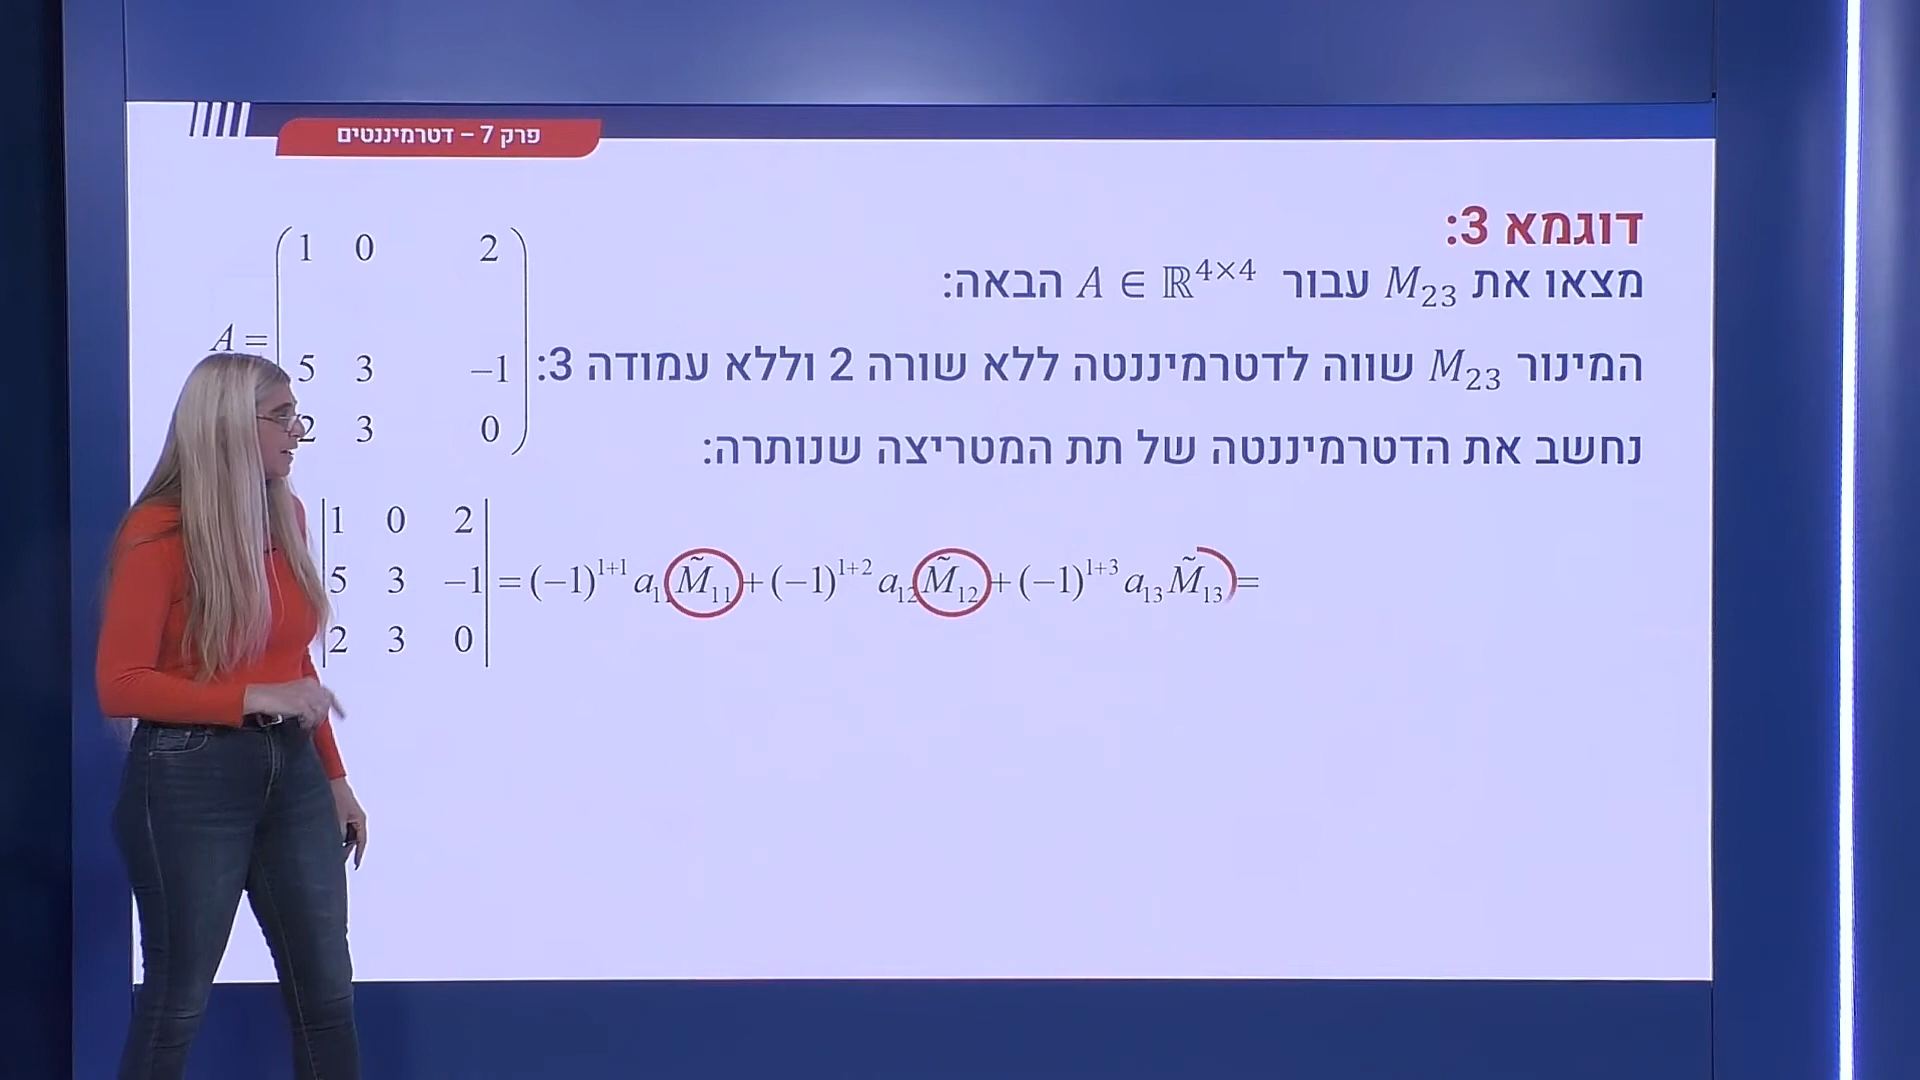 פרק 7 – דטרמיננטים
דוגמא 3:
מצאו את M₂₃ עבור A ∈ ℝ⁴ˣ⁴ הבאה:
המינור M₂₃ שווה לדטרמיננטה ללא שורה 2 וללא עמודה 3:
נחשב את הדטרמיננטה של תת המטריצה שנותרה:
1 0 2
A =
5 3 −1
2 3 0
1 0 2
5 3 −1 = (−1)¹⁺¹ a₁₁ M̃₁₁ + (−1)¹⁺² a₁₂ M̃₁₂ + (−1)¹⁺³ a₁₃ M̃₁₃ =
2 3 0